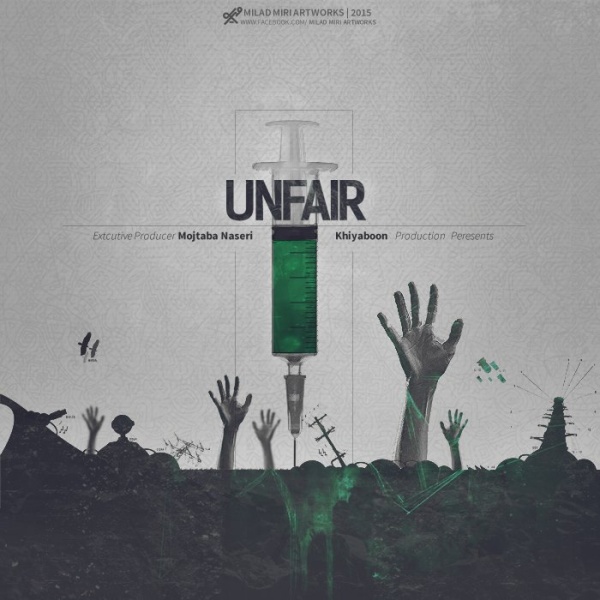 MILAD MIRI ARTWORKS | 2015
WWW.FACEBOOK.COM/ MILAD MIRI ARTWORKS
UNFAIR
Extcutive Producer Mojtaba Naseri
Khiyaboon Production Peresents